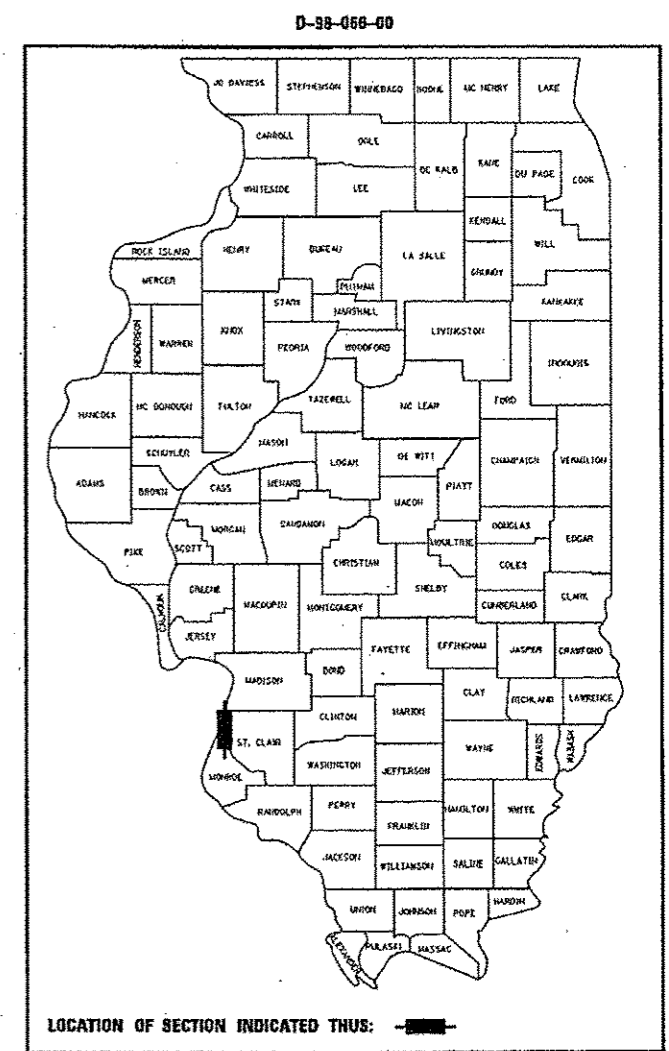 D-98-066-00
JO DAVIESS STEPHENSON WINNEBAGO BOONE MC HENRY LAKE
CARROLL OGLE DE KALB KANE DU PAGE COOK
WHITESIDE LEE KENDALL WILL
ROCK ISLAND HENRY BUREAU LA SALLE GRUNDY
MERCER PUTNAM KANKAKEE
HENDERSON WARREN KNOX STARK MARSHALL LIVINGSTON IROQUOIS
PEORIA WOODFORD
HANCOCK MC DONOUGH FULTON TAZEWELL MC LEAN FORD
SCHUYLER MASON LOGAN DE WITT CHAMPAIGN VERMILION
ADAMS BROWN CASS MENARD MACON PIATT
PIKE SCOTT MORGAN SANGAMON CHRISTIAN MOULTRIE DOUGLAS EDGAR
COLES
CALHOUN GREENE MACOUPIN MONTGOMERY SHELBY CUMBERLAND CLARK
JERSEY FAYETTE EFFINGHAM JASPER CRAWFORD
MADISON BOND CLAY RICHLAND LAWRENCE
CLINTON MARION
ST. CLAIR WAYNE EDWARDS WABASH
MONROE WASHINGTON JEFFERSON
RANDOLPH PERRY HAMILTON WHITE
FRANKLIN
JACKSON WILLIAMSON SALINE GALLATIN
UNION JOHNSON POPE HARDIN
ALEXANDER PULASKI MASSAC
LOCATION OF SECTION INDICATED THUS: